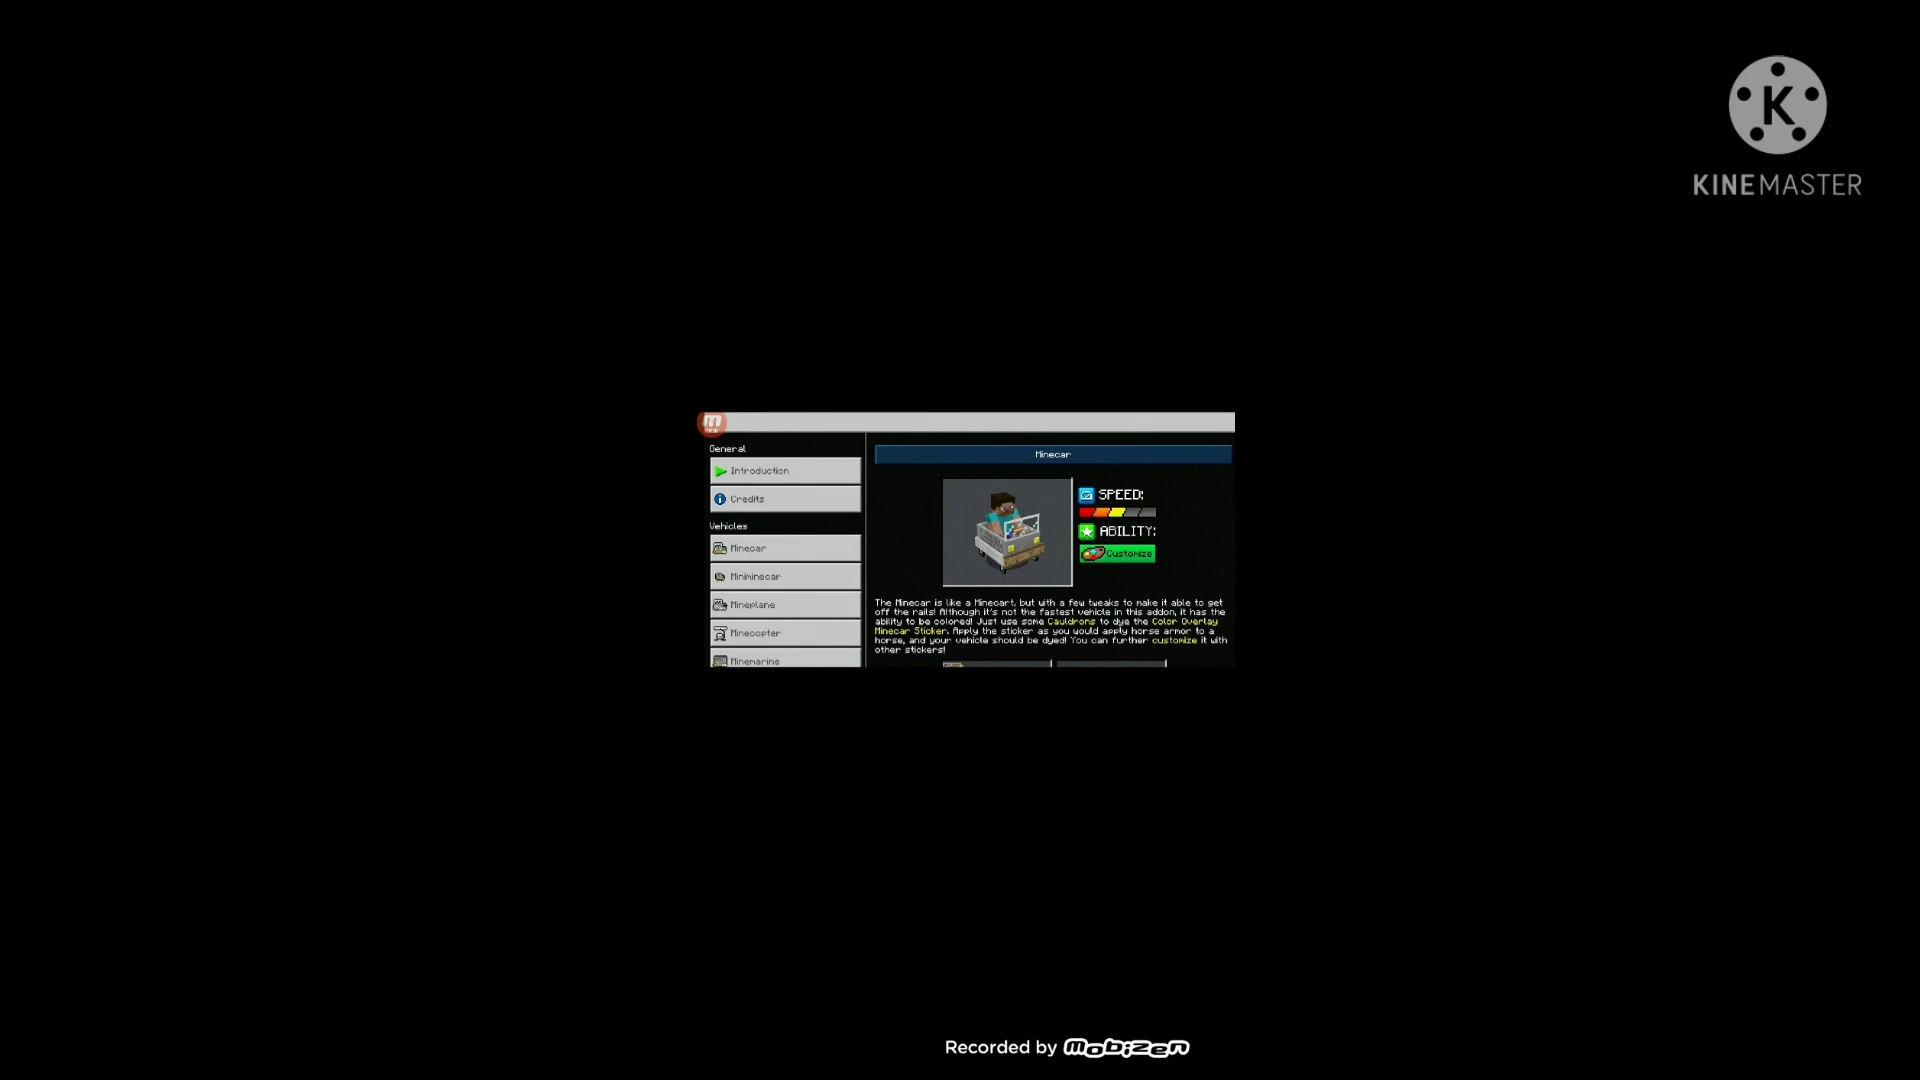 K
KINEMASTER
General
Introduction
Credits
Vehicles
Minecar
Miniminecar
Mineplane
Minecopter
Minemarine
Minecar
SPEED:
ABILITY:
Customize
The Minecar is like a Minecart, but with a few tweaks to make it able to get
off the rails! Although it's not the fastest vehicle in this addon, it has the
ability to be colored! Just use some Cauldrons to dye the Color Overlay
Minecar Sticker. Apply the sticker as you would apply horse armor to a
horse, and your vehicle should be dyed! You can further customize it with
other stickers!
Recorded by mobizen